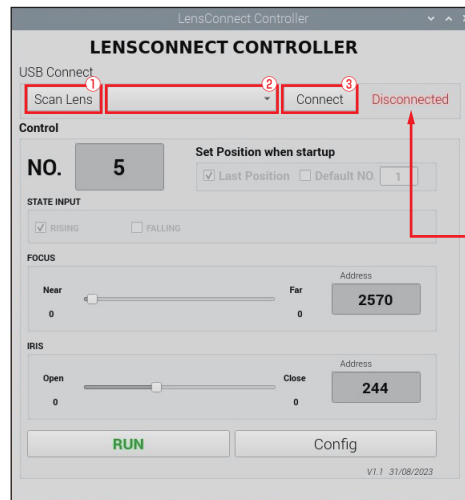 LensConnect Controller
LENSCONNECT CONTROLLER
USB Connect
① ② ③
Scan Lens Connect Disconnected
Control
NO. 5
Set Position when startup
Last Position Default NO. 1
STATE INPUT
RISING FALLING
FOCUS
Address
Near Far 2570
0 0
IRIS
Address
Open Close 244
0 0
RUN Config
V1.1 31/08/2023